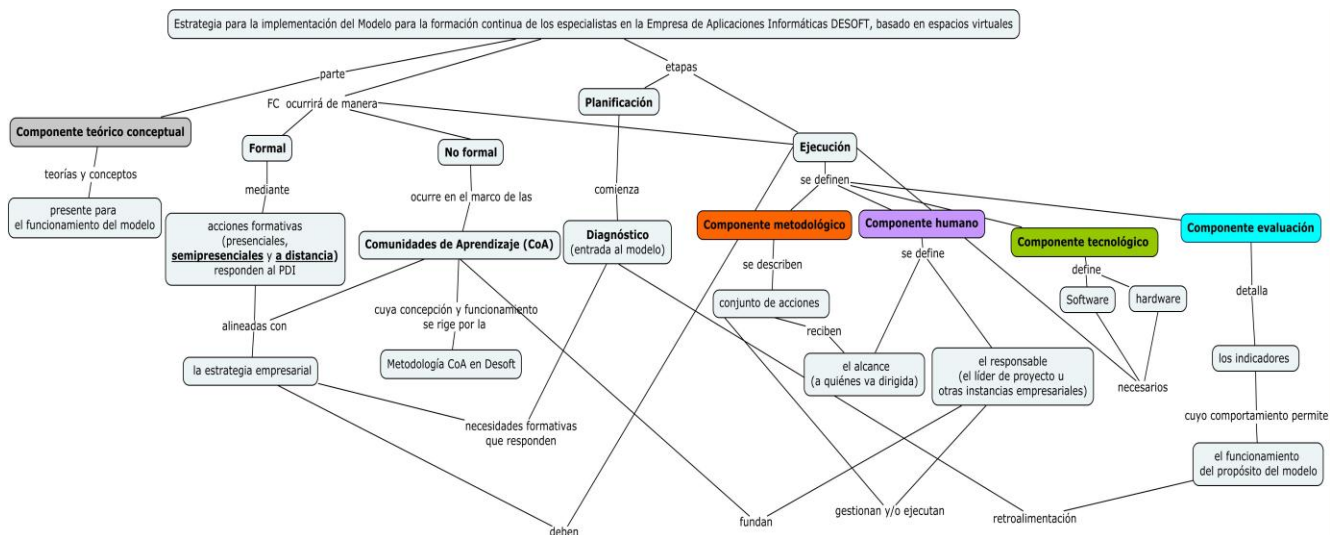 Estrategia para la implementación del Modelo para la formación continua de los especialistas en la Empresa de Aplicaciones Informáticas DESOFT, basado en espacios virtuales
parte
etapas
FC ocurrirá de manera
Planificación
Componente teórico conceptual
Formal
No formal
Ejecución
teorías y conceptos
mediante
ocurre en el marco de las
comienza
se definen
presente para
el funcionamiento del modelo
acciones formativas
(presenciales,
semipresenciales y a distancia)
responden al PDI
Comunidades de Aprendizaje (CoA)
Diagnóstico
(entrada al modelo)
Componente metodológico
Componente humano
Componente tecnológico
Componente evaluación
se describen
se define
define
detalla
conjunto de acciones
Software
hardware
alineadas con
cuya concepción y funcionamiento
se rige por la
reciben
la estrategia empresarial
Metodología CoA en Desoft
el alcance
(a quiénes va dirigida)
el responsable
(el líder de proyecto u
otras instancias empresariales)
necesarios
los indicadores
necesidades formativas
que responden
cuyo comportamiento permite
el funcionamiento
del propósito del modelo
deben
fundan
gestionan y/o ejecutan
retroalimentación